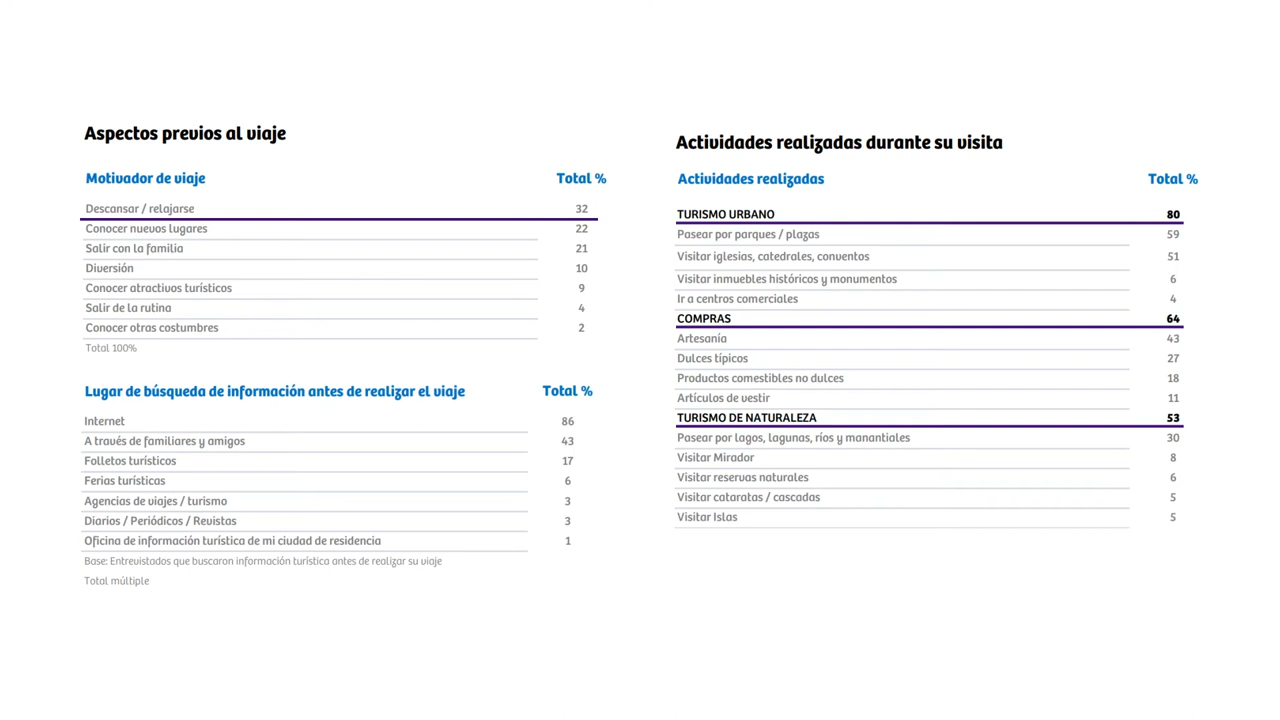 Aspectos previos al viaje
Motivador de viaje Total %
Descansar / relajarse 32
Conocer nuevos lugares 22
Salir con la familia 21
Diversión 10
Conocer atractivos turísticos 9
Salir de la rutina 4
Conocer otras costumbres 2
Total 100%
Lugar de búsqueda de información antes de realizar el viaje Total %
Internet 86
A través de familiares y amigos 43
Folletos turísticos 17
Ferias turísticas 6
Agencias de viajes / turismo 3
Diarios / Periódicos / Revistas 3
Oficina de información turística de mi ciudad de residencia 1
Base: Entrevistados que buscaron información turística antes de realizar su viaje
Total múltiple
Actividades realizadas durante su visita
Actividades realizadas Total %
TURISMO URBANO 80
Pasear por parques / plazas 59
Visitar iglesias, catedrales, conventos 51
Visitar inmuebles históricos y monumentos 6
Ir a centros comerciales 4
COMPRAS 64
Artesanía 43
Dulces típicos 27
Productos comestibles no dulces 18
Artículos de vestir 11
TURISMO DE NATURALEZA 53
Pasear por lagos, lagunas, ríos y manantiales 30
Visitar Mirador 8
Visitar reservas naturales 6
Visitar cataratas / cascadas 5
Visitar Islas 5